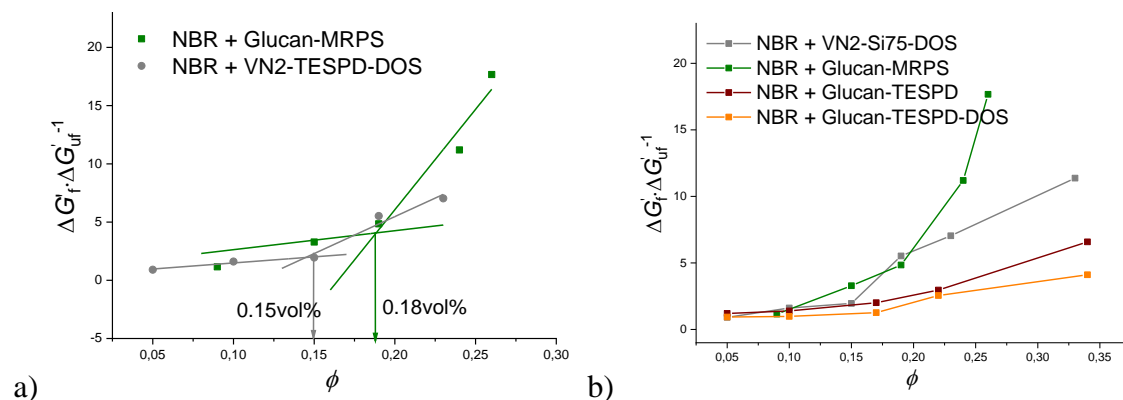 NBR + Glucan-MRPS
NBR + VN2-TESPD-DOS
20
15
10
5
0
-5
ΔG'f·ΔG'uf-1
0.15vol%
0.18vol%
0,05 0,10 0,15 0,20 0,25 0,30
ϕ
a)
NBR + VN2-Si75-DOS
NBR + Glucan-MRPS
NBR + Glucan-TESPD
NBR + Glucan-TESPD-DOS
20
15
10
5
0
ΔG'f·ΔG'uf-1
0,05 0,10 0,15 0,20 0,25 0,30 0,35
ϕ
b)